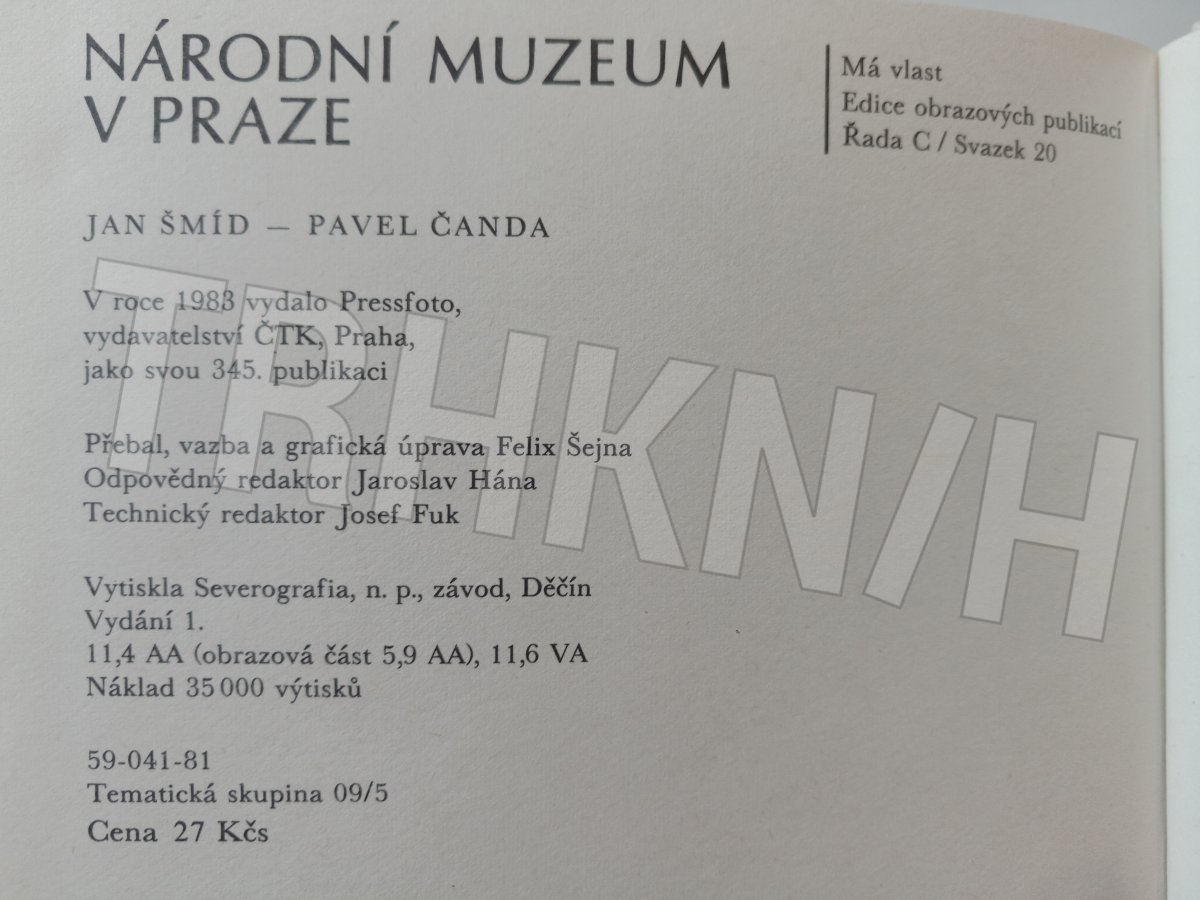 NÁRODNÍ MUZEUM
V PRAZE
Má vlast
Edice obrazových publikací
Řada C / Svazek 20
JAN ŠMÍD — PAVEL ČANDA
V roce 1983 vydalo Pressfoto,
vydavatelství ČTK, Praha,
jako svou 345. publikaci
Přebal, vazba a grafická úprava Felix Šejna
Odpovědný redaktor Jaroslav Hána
Technický redaktor Josef Fuk
Vytiskla Severografia, n. p., závod, Děčín
Vydání 1.
11,4 AA (obrazová část 5,9 AA), 11,6 VA
Náklad 35 000 výtisků
59-041-81
Tematická skupina 09/5
Cena 27 Kčs
TRHKN/H